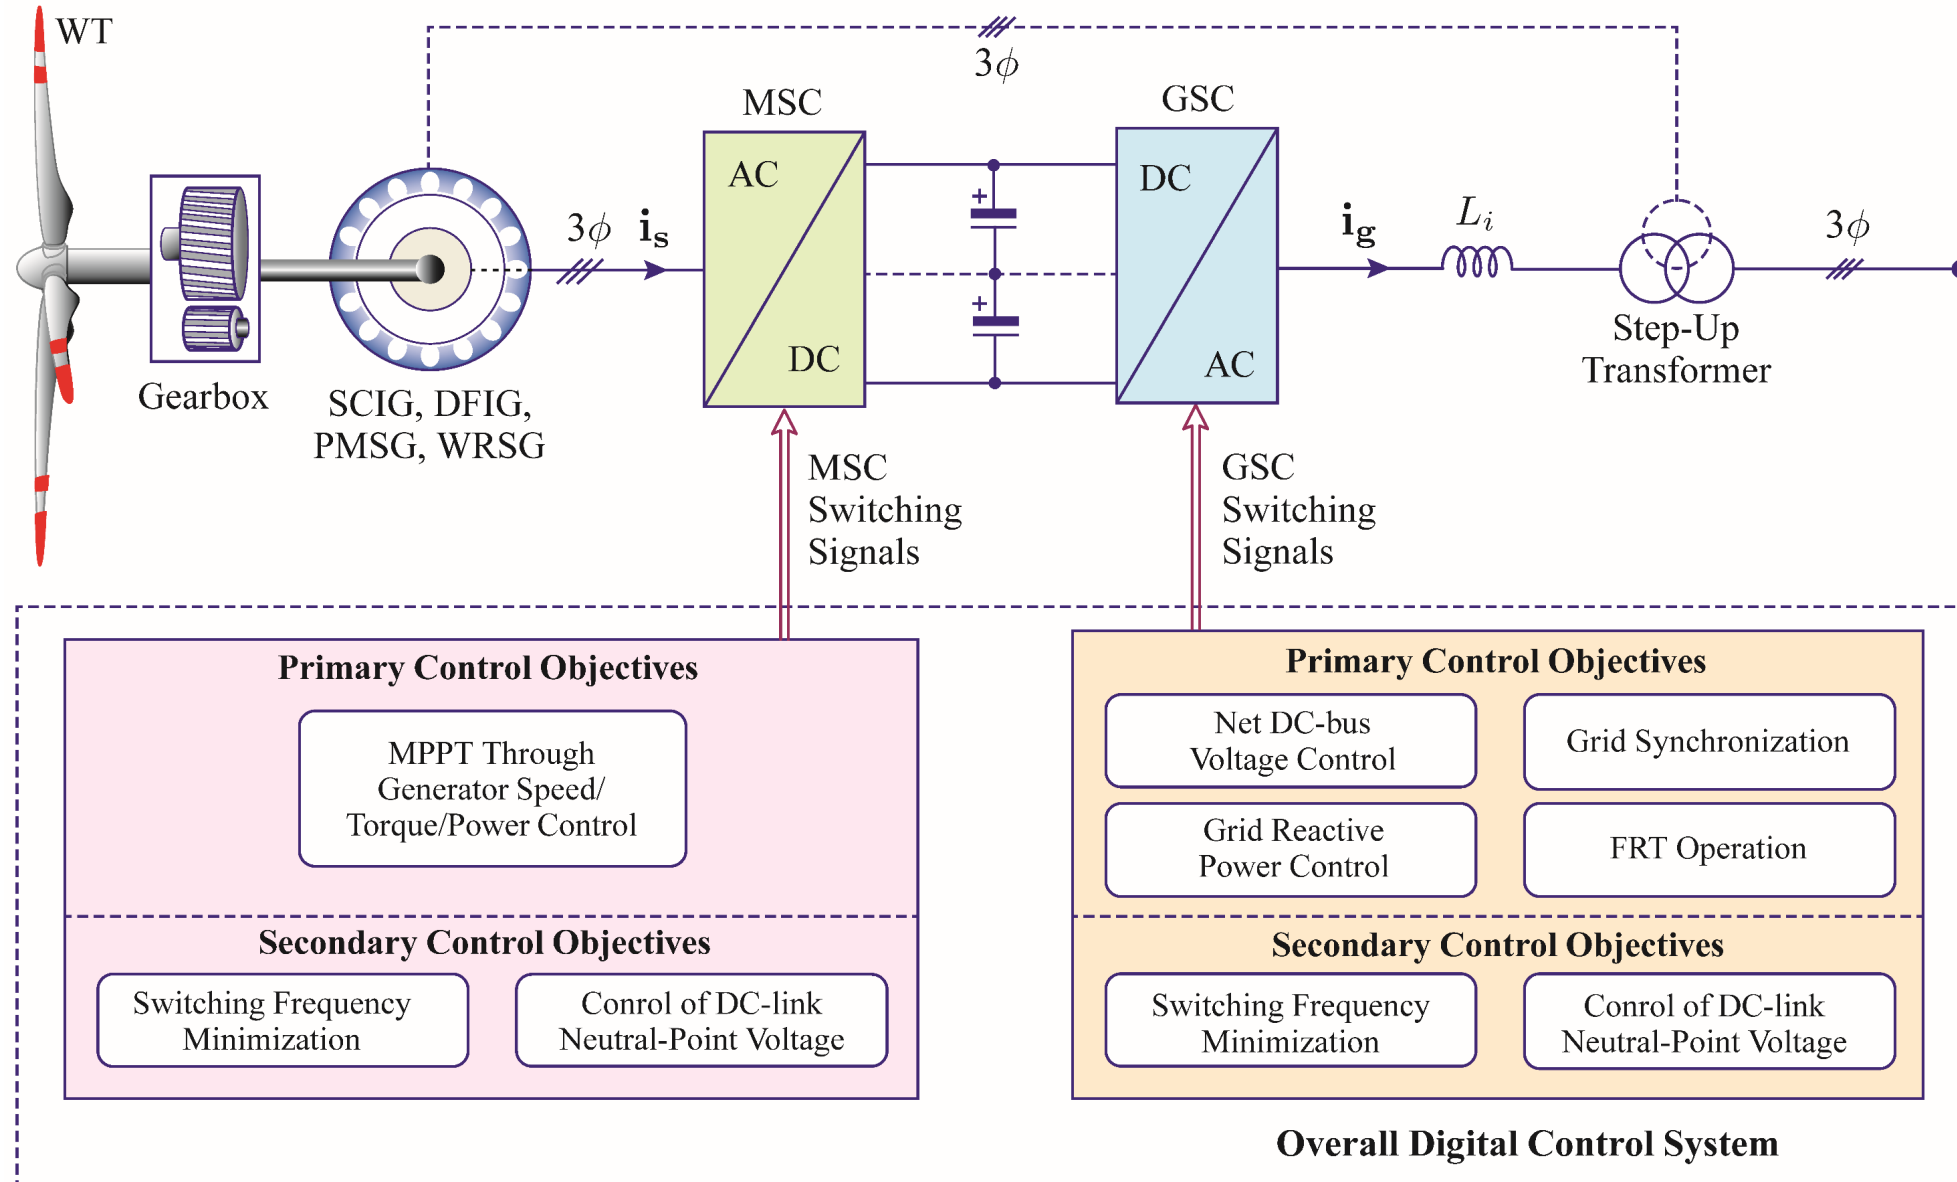 WT
3ϕ
MSC
GSC
AC
DC
DC
AC
+
+
3ϕ
i_s
i_g
L_i
3ϕ
Step-Up
Transformer
Gearbox
SCIG, DFIG,
PMSG, WRSG
MSC
Switching
Signals
GSC
Switching
Signals
Primary Control Objectives
MPPT Through
Generator Speed/
Torque/Power Control
Secondary Control Objectives
Switching Frequency
Minimization
Conrol of DC-link
Neutral-Point Voltage
Primary Control Objectives
Net DC-bus
Voltage Control
Grid Synchronization
Grid Reactive
Power Control
FRT Operation
Secondary Control Objectives
Switching Frequency
Minimization
Conrol of DC-link
Neutral-Point Voltage
Overall Digital Control System